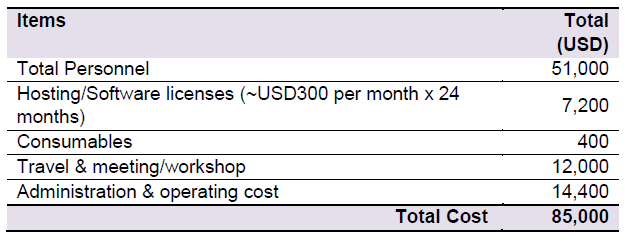 Items Total
(USD)
Total Personnel 51,000
Hosting/Software licenses (~USD300 per month x 24
months) 7,200
Consumables 400
Travel & meeting/workshop 12,000
Administration & operating cost 14,400
Total Cost 85,000